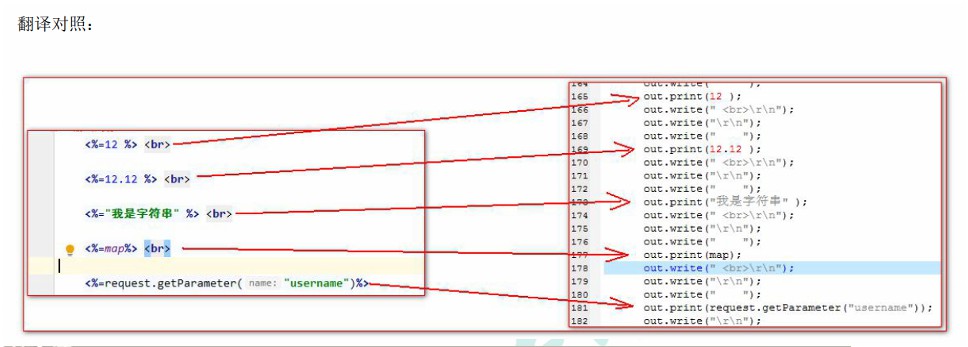 翻译对照：
<%=12 %> <br>
<%=12.12 %> <br>
<%="我是字符串" %> <br>
<%=map%> <br>
<%=request.getParameter( name: "username")%>
165 out.print(12 );
166 out.write(" <br>\r\n");
167 out.write("\r\n");
168 out.write("    ");
169 out.print(12.12 );
170 out.write(" <br>\r\n");
171 out.write("\r\n");
172 out.write("    ");
173 out.print("我是字符串" );
174 out.write(" <br>\r\n");
175 out.write("\r\n");
176 out.write("    ");
177 out.print(map);
178 out.write(" <br>\r\n");
179 out.write("\r\n");
180 out.write("    ");
181 out.print(request.getParameter("username"));
182 out.write("\r\n");